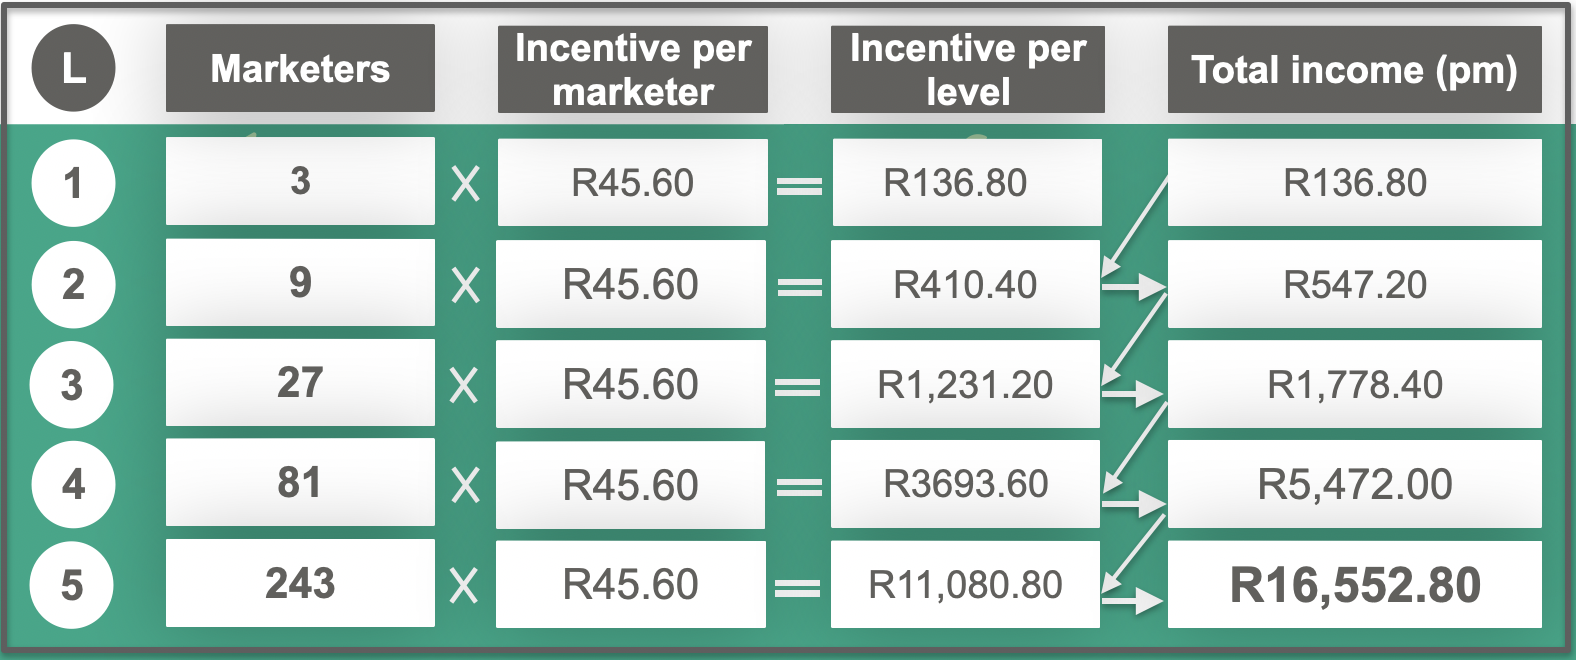 L Marketers Incentive per marketer Incentive per level Total income (pm)
1 3 X R45.60 = R136.80 R136.80
2 9 X R45.60 = R410.40 R547.20
3 27 X R45.60 = R1,231.20 R1,778.40
4 81 X R45.60 = R3693.60 R5,472.00
5 243 X R45.60 = R11,080.80 R16,552.80